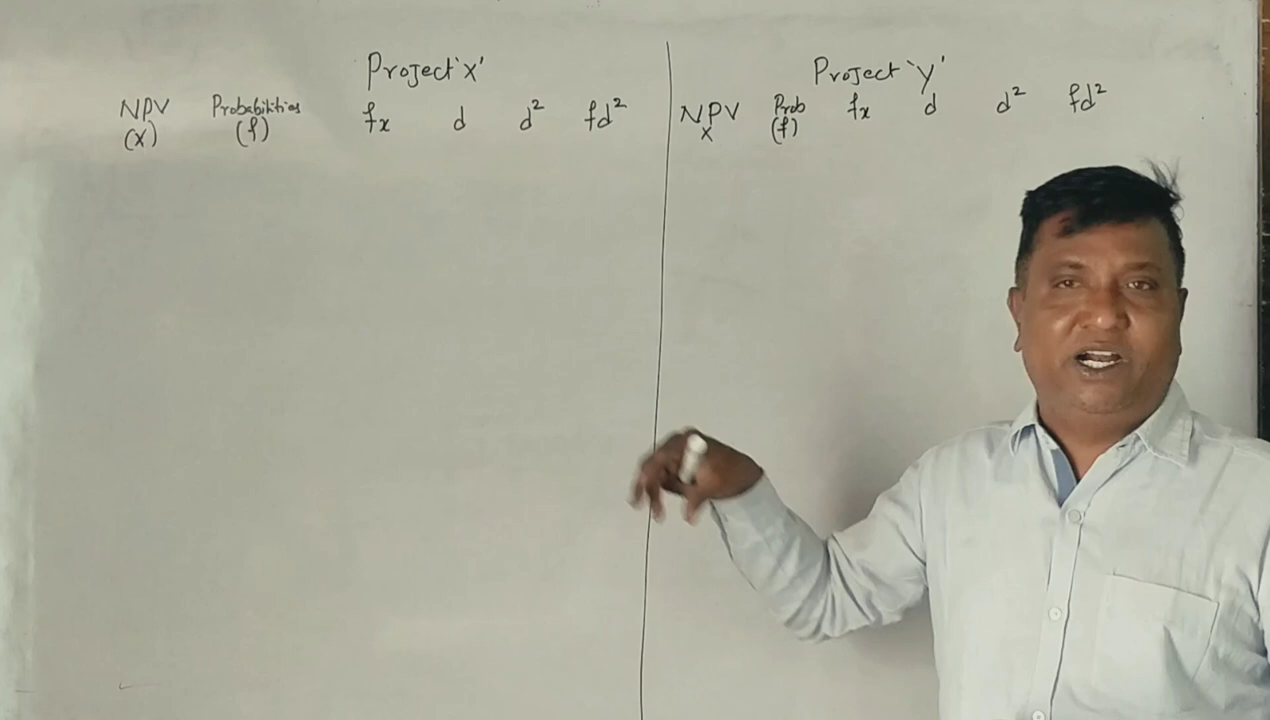 Project 'x'
NPV Probabilities fx d d² fd²
(x) (f)
Project 'y'
NPV Prob fx d d² fd²
x (f)